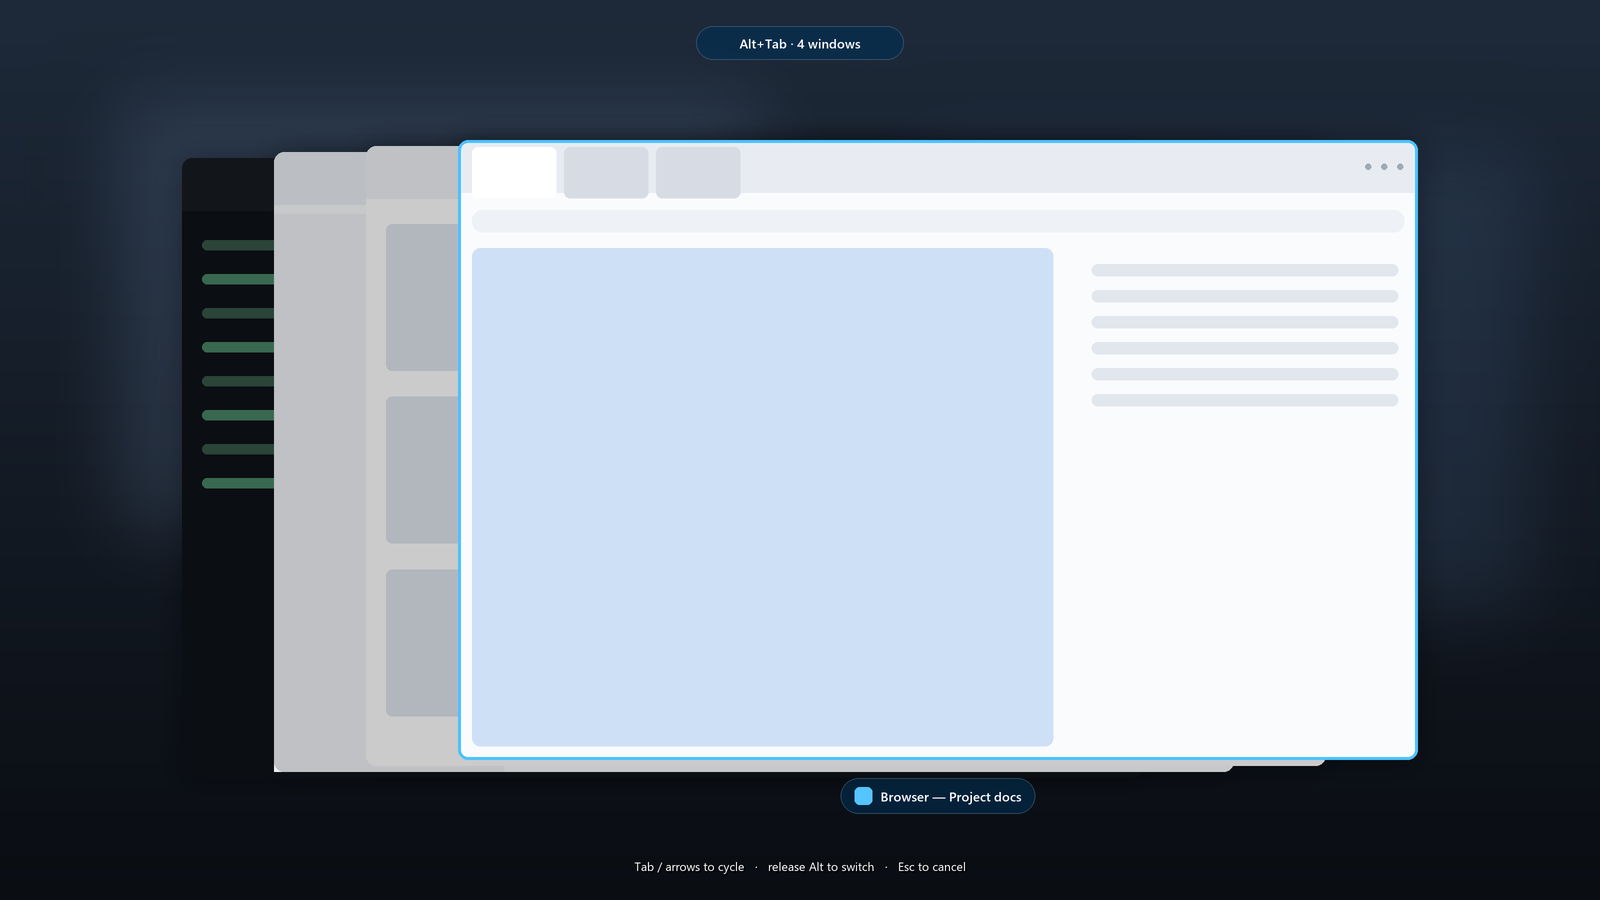 Alt+Tab · 4 windows
Browser — Project docs
Tab / arrows to cycle · release Alt to switch · Esc to cancel